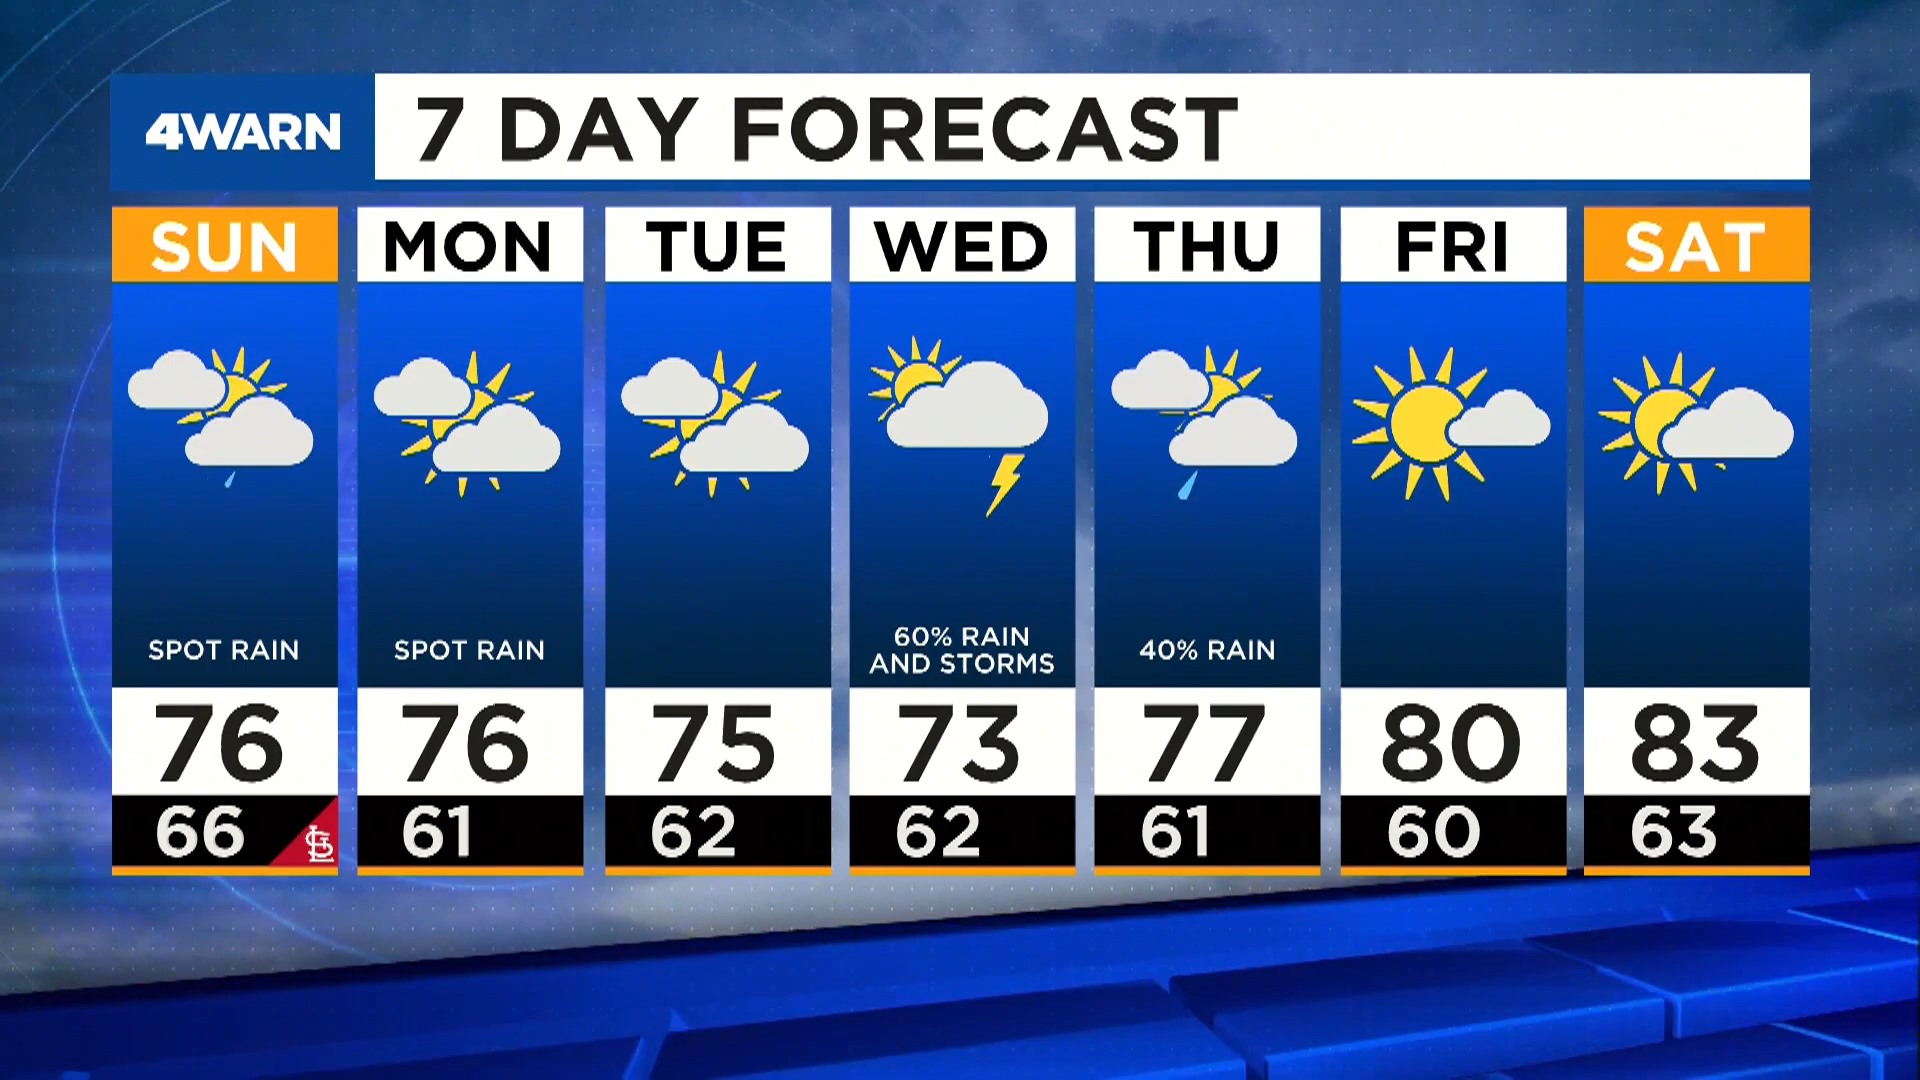 4WARN
7 DAY FORECAST
SUN
MON
TUE
WED
THU
FRI
SAT
SPOT RAIN
SPOT RAIN
60% RAIN
AND STORMS
40% RAIN
76
76
75
73
77
80
83
66
61
62
62
61
60
63
STL